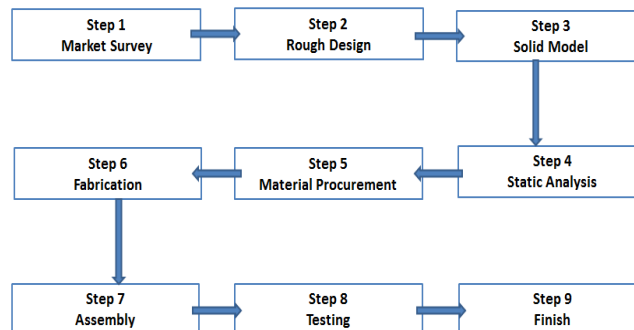 Step 1
Market Survey
Step 2
Rough Design
Step 3
Solid Model
Step 4
Static Analysis
Step 5
Material Procurement
Step 6
Fabrication
Step 7
Assembly
Step 8
Testing
Step 9
Finish